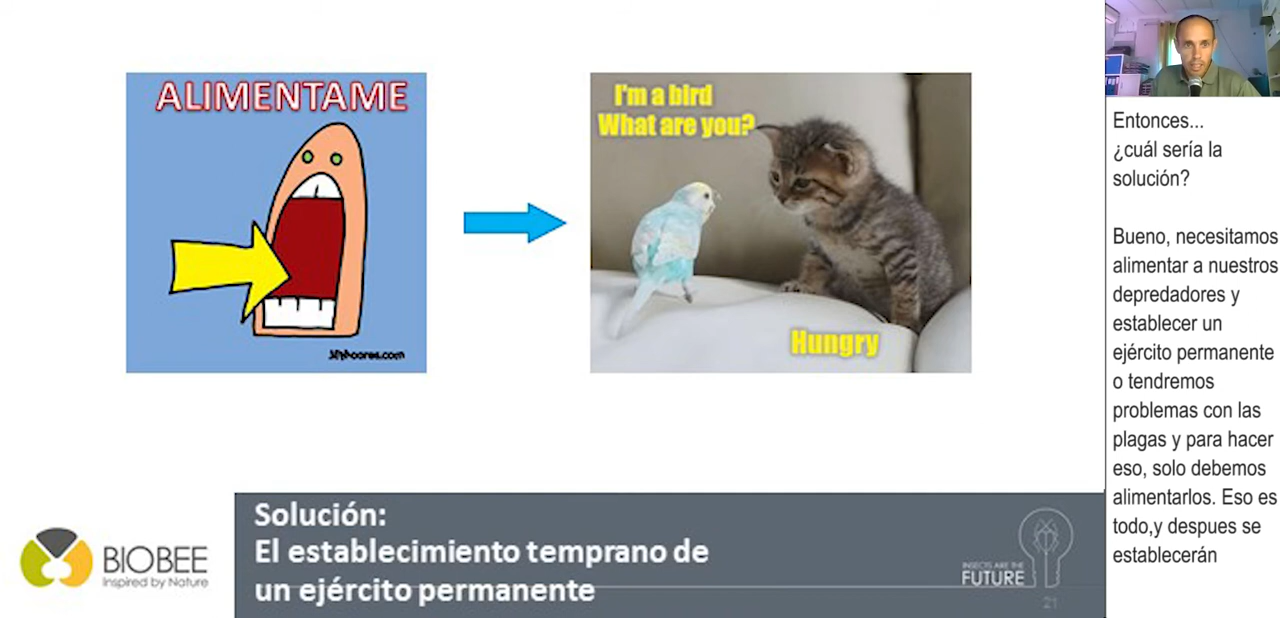 ALIMENTAME
I'm a bird
What are you?
Hungry
Solución:
El establecimiento temprano de
un ejército permanente
BIOBEE
Inspired by Nature
INSECTS ARE THE
FUTURE
21
Entonces...
¿cuál sería la
solución?
Bueno, necesitamos
alimentar a nuestros
depredadores y
establecer un
ejército permanente
o tendremos
problemas con las
plagas y para hacer
eso, solo debemos
alimentarlos. Eso es
todo,y despues se
establecerán